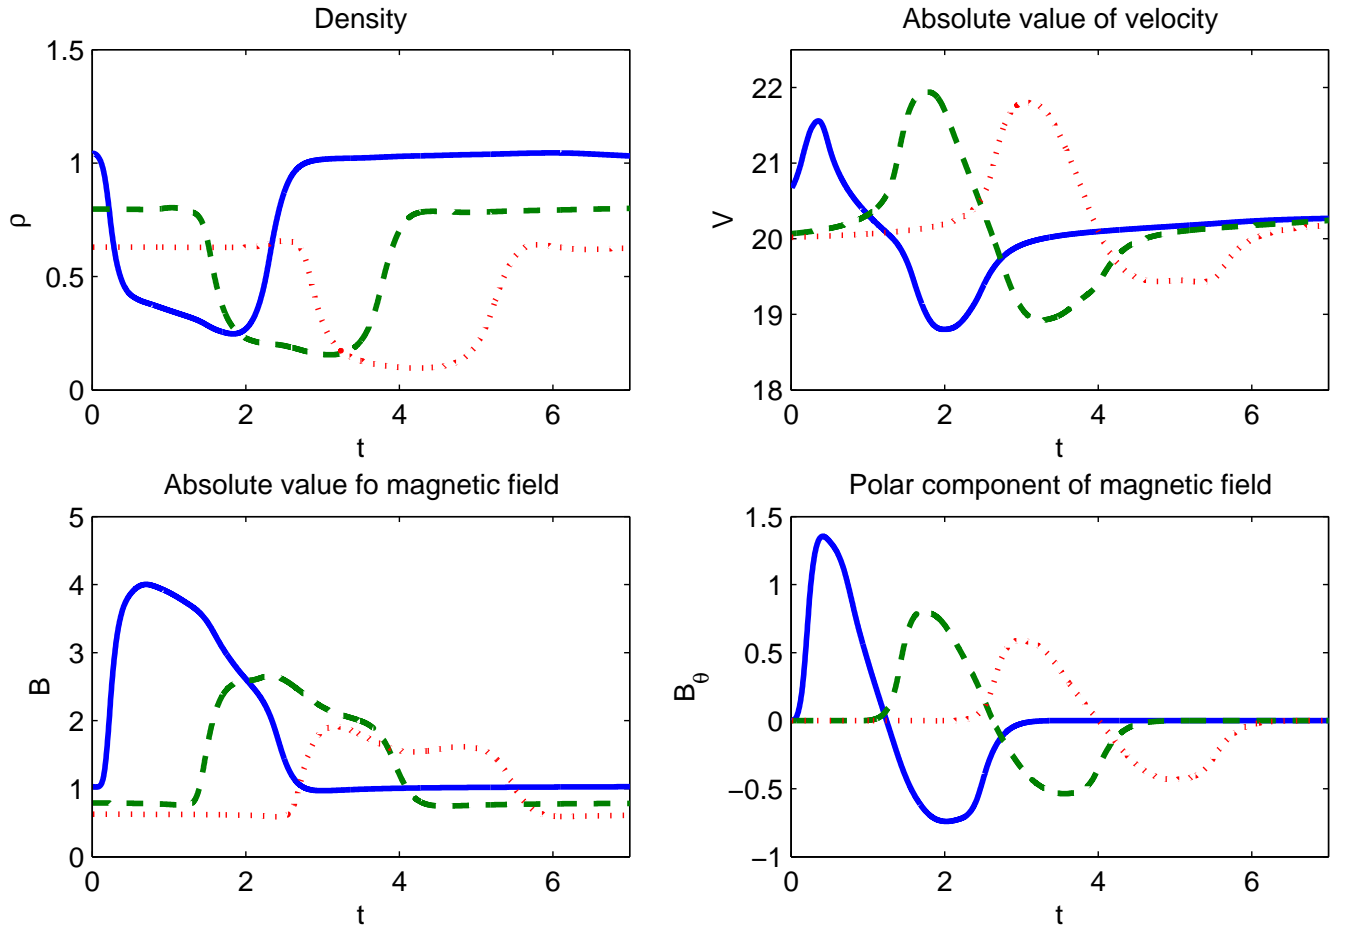 Density
1.5
1
0.5
0
0 2 4 6
ρ
t
Absolute value of velocity
22
21
20
19
18
0 2 4 6
V
t
Absolute value fo magnetic field
5
4
3
2
1
0
0 2 4 6
B
t
Polar component of magnetic field
1.5
1
0.5
0
−0.5
−1
0 2 4 6
Bθ
t